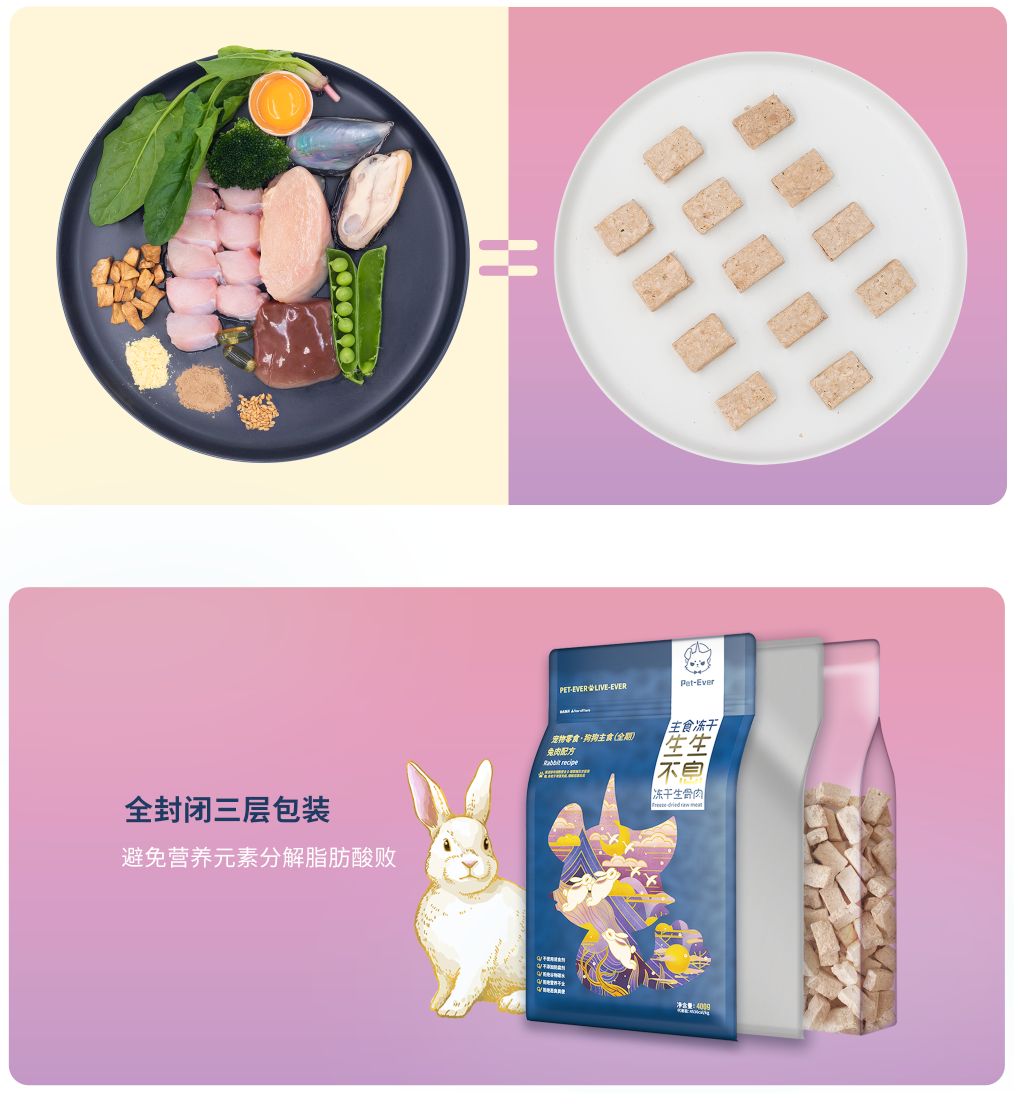 全封闭三层包装
避免营养元素分解脂肪酸败
PET-EVER LIVE-EVER
Pet-Ever
主食冻干
生生
不息
冻干生骨肉
Freeze-dried raw meat
宠物零食·狗狗主食(全期)
兔肉配方
Rabbit recipe
净含量: 400g